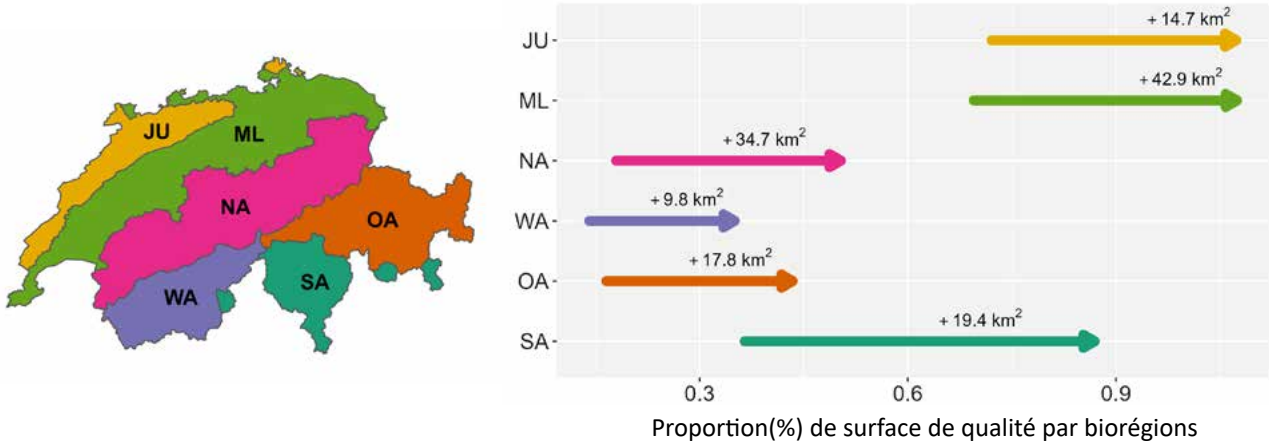 JU
ML
NA
OA
WA
SA
JU
+ 14.7 km²
ML
+ 42.9 km²
NA
+ 34.7 km²
WA
+ 9.8 km²
OA
+ 17.8 km²
SA
+ 19.4 km²
0.3
0.6
0.9
Proportion(%) de surface de qualité par biorégions